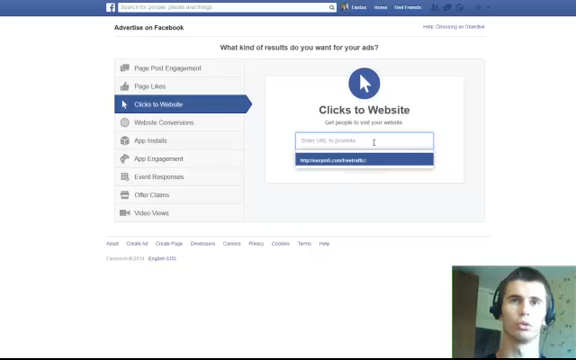 Search for people, places and things
Home
Find Friends
Advertise on Facebook
Help: Choosing an Objective
What kind of results do you want for your ads?
Page Post Engagement
Page Likes
Clicks to Website
Website Conversions
App Installs
App Engagement
Event Responses
Offer Claims
Video Views
Clicks to Website
Get people to visit your website.
Enter URL to promote
About
Create Ad
Create Page
Developers
Careers
Privacy
Cookies
Terms
Help
Facebook © 2014
English (US)